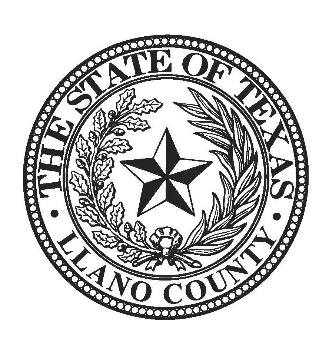 THE STATE OF TEXAS
LLANO COUNTY